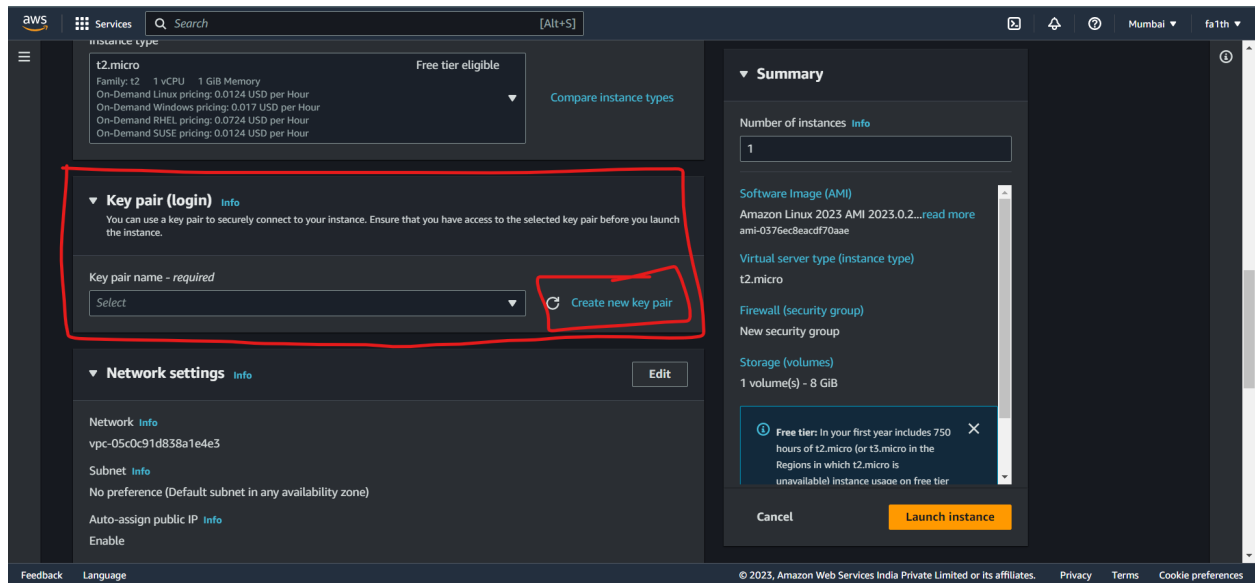 aws
Services
Search
[Alt+S]
Mumbai
fa1th
Instance type
t2.micro
Free tier eligible
Family: t2 1 vCPU 1 GiB Memory
On-Demand Linux pricing: 0.0124 USD per Hour
On-Demand Windows pricing: 0.017 USD per Hour
On-Demand RHEL pricing: 0.0724 USD per Hour
On-Demand SUSE pricing: 0.0124 USD per Hour
Compare instance types
Key pair (login) Info
You can use a key pair to securely connect to your instance. Ensure that you have access to the selected key pair before you launch
the instance.
Key pair name - required
Select
Create new key pair
Network settings Info
Edit
Network Info
vpc-05c0c91d838a1e4e3
Subnet Info
No preference (Default subnet in any availability zone)
Auto-assign public IP Info
Enable
Summary
Number of instances Info
1
Software Image (AMI)
Amazon Linux 2023 AMI 2023.0.2...read more
ami-0376ec8eacdf70aae
Virtual server type (instance type)
t2.micro
Firewall (security group)
New security group
Storage (volumes)
1 volume(s) - 8 GiB
Free tier: In your first year includes 750
hours of t2.micro (or t3.micro in the
Regions in which t2.micro is
unavailable) instance usage on free tier
Cancel
Launch instance
Feedback
Language
© 2023, Amazon Web Services India Private Limited or its affiliates.
Privacy
Terms
Cookie preferences